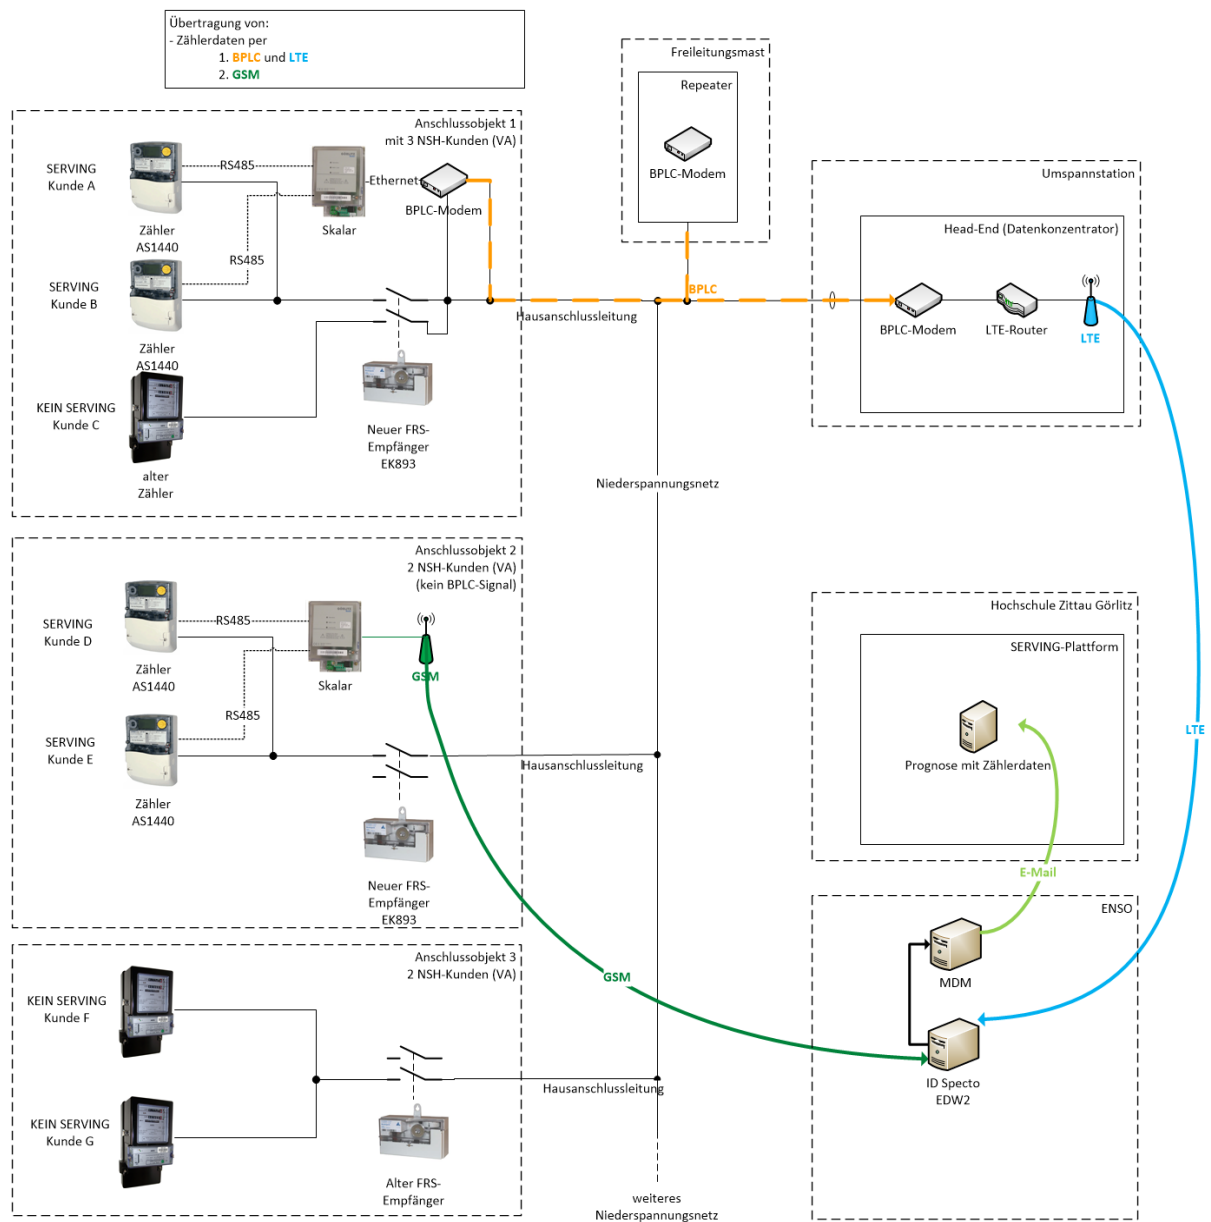 Übertragung von:
- Zählerdaten per
1. BPLC und LTE
2. GSM
Anschlussobjekt 1
mit 3 NSH-Kunden (VA)
SERVING
Kunde A
Zähler
AS1440
RS485
Skalar
Ethernet
BPLC-Modem
SERVING
Kunde B
RS485
Zähler
AS1440
KEIN SERVING
Kunde C
alter
Zähler
Neuer FRS-
Empfänger
EK893
Hausanschlussleitung
Freileitungsmast
Repeater
BPLC-Modem
BPLC
Umspannstation
Head-End (Datenkonzentrator)
BPLC-Modem
LTE-Router
LTE
Niederspannungsnetz
Anschlussobjekt 2
2 NSH-Kunden (VA)
(kein BPLC-Signal)
SERVING
Kunde D
Zähler
AS1440
RS485
Skalar
GSM
RS485
SERVING
Kunde E
Zähler
AS1440
Neuer FRS-
Empfänger
EK893
Hausanschlussleitung
Hochschule Zittau Görlitz
SERVING-Plattform
Prognose mit Zählerdaten
LTE
E-Mail
ENSO
MDM
ID Specto
EDW2
GSM
Anschlussobjekt 3
2 NSH-Kunden (VA)
KEIN SERVING
Kunde F
KEIN SERVING
Kunde G
Alter FRS-
Empfänger
Hausanschlussleitung
weiteres
Niederspannungsnetz